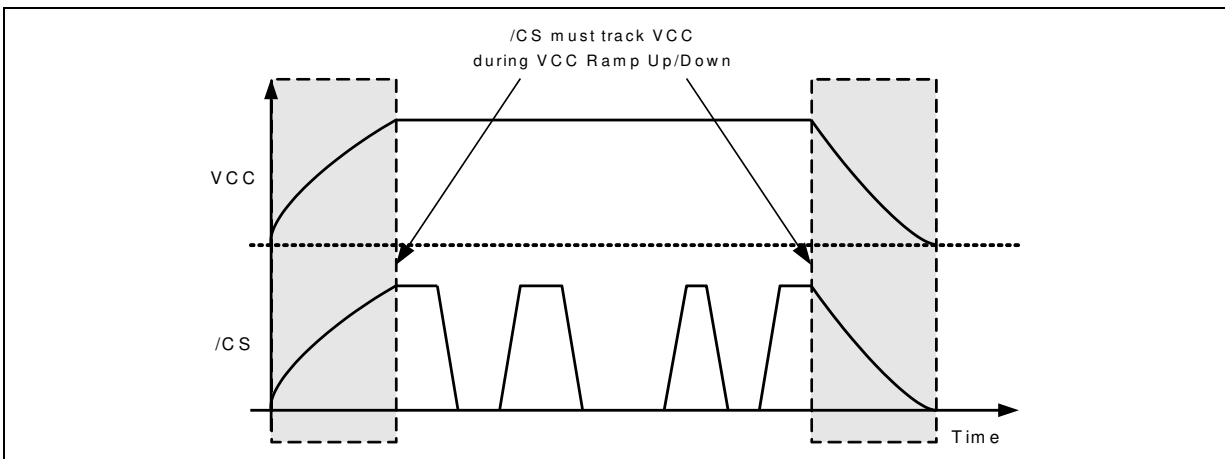 /CS must track VCC
during VCC Ramp Up/Down
VCC
/CS
Time